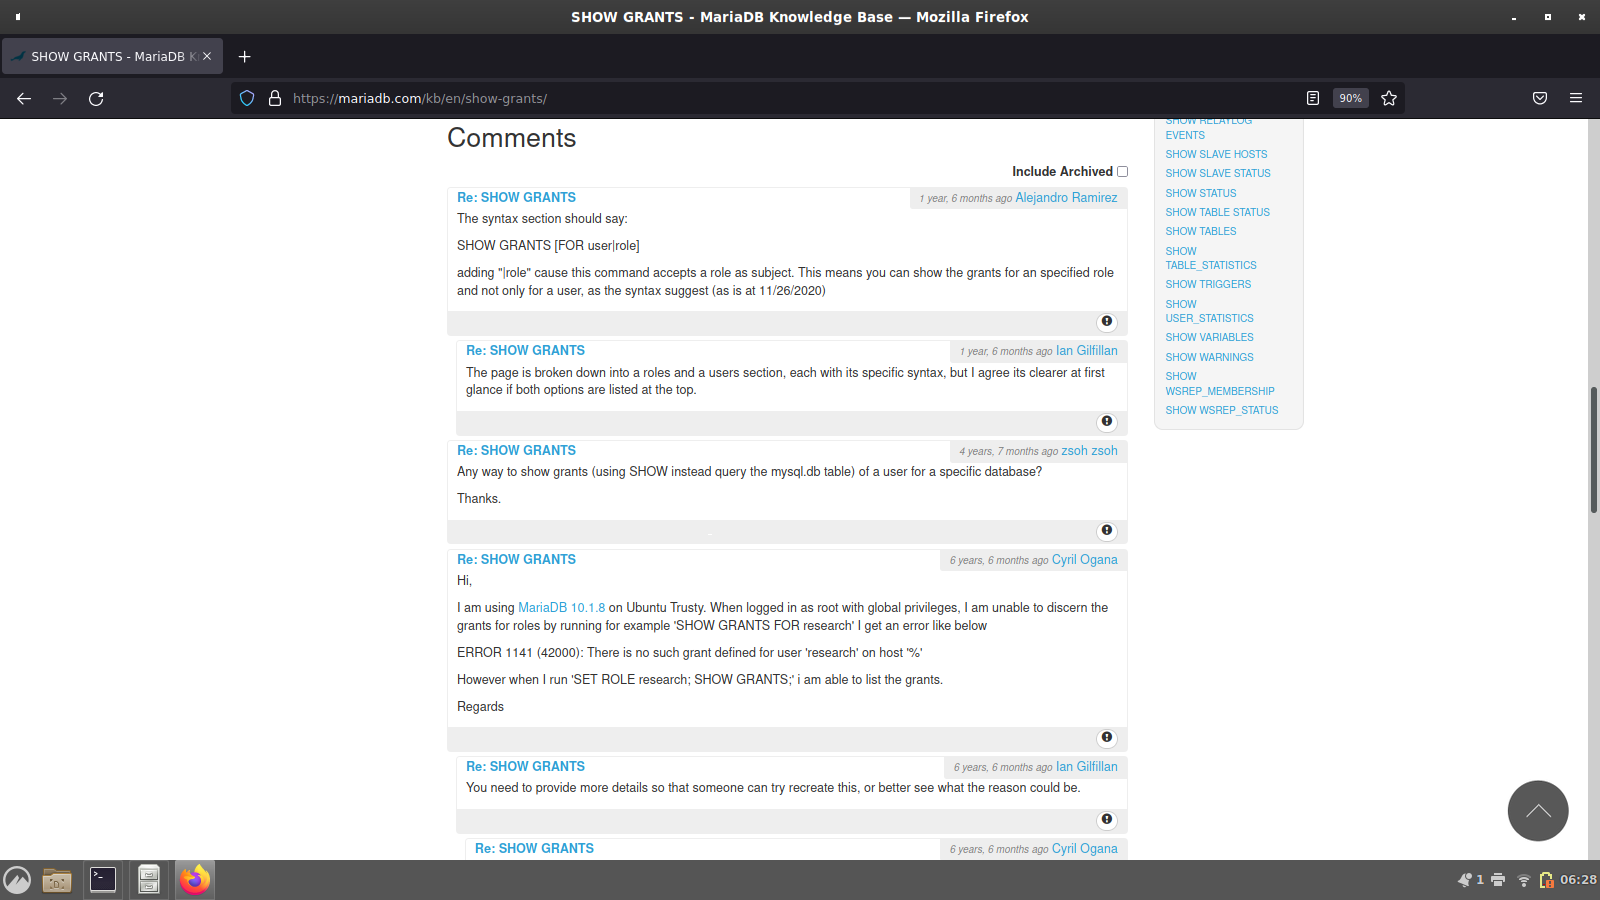 SHOW GRANTS - MariaDB Knowledge Base — Mozilla Firefox
SHOW GRANTS - MariaDB K
https://mariadb.com/kb/en/show-grants/
90%
Comments
Include Archived
Re: SHOW GRANTS
1 year, 6 months ago Alejandro Ramirez
The syntax section should say:
SHOW GRANTS [FOR user|role]
adding "|role" cause this command accepts a role as subject. This means you can show the grants for an specified role
and not only for a user, as the syntax suggest (as is at 11/26/2020)
Re: SHOW GRANTS
1 year, 6 months ago Ian Gilfillan
The page is broken down into a roles and a users section, each with its specific syntax, but I agree its clearer at first
glance if both options are listed at the top.
Re: SHOW GRANTS
4 years, 7 months ago zsoh zsoh
Any way to show grants (using SHOW instead query the mysql.db table) of a user for a specific database?
Thanks.
Re: SHOW GRANTS
6 years, 6 months ago Cyril Ogana
Hi,
I am using MariaDB 10.1.8 on Ubuntu Trusty. When logged in as root with global privileges, I am unable to discern the
grants for roles by running for example 'SHOW GRANTS FOR research' I get an error like below
ERROR 1141 (42000): There is no such grant defined for user 'research' on host '%'
However when I run 'SET ROLE research; SHOW GRANTS;' i am able to list the grants.
Regards
Re: SHOW GRANTS
6 years, 6 months ago Ian Gilfillan
You need to provide more details so that someone can try recreate this, or better see what the reason could be.
Re: SHOW GRANTS
6 years, 6 months ago Cyril Ogana
SHOW RELAYLOG
EVENTS
SHOW SLAVE HOSTS
SHOW SLAVE STATUS
SHOW STATUS
SHOW TABLE STATUS
SHOW TABLES
SHOW
TABLE_STATISTICS
SHOW TRIGGERS
SHOW
USER_STATISTICS
SHOW VARIABLES
SHOW WARNINGS
SHOW
WSREP_MEMBERSHIP
SHOW WSREP_STATUS
1
06:28